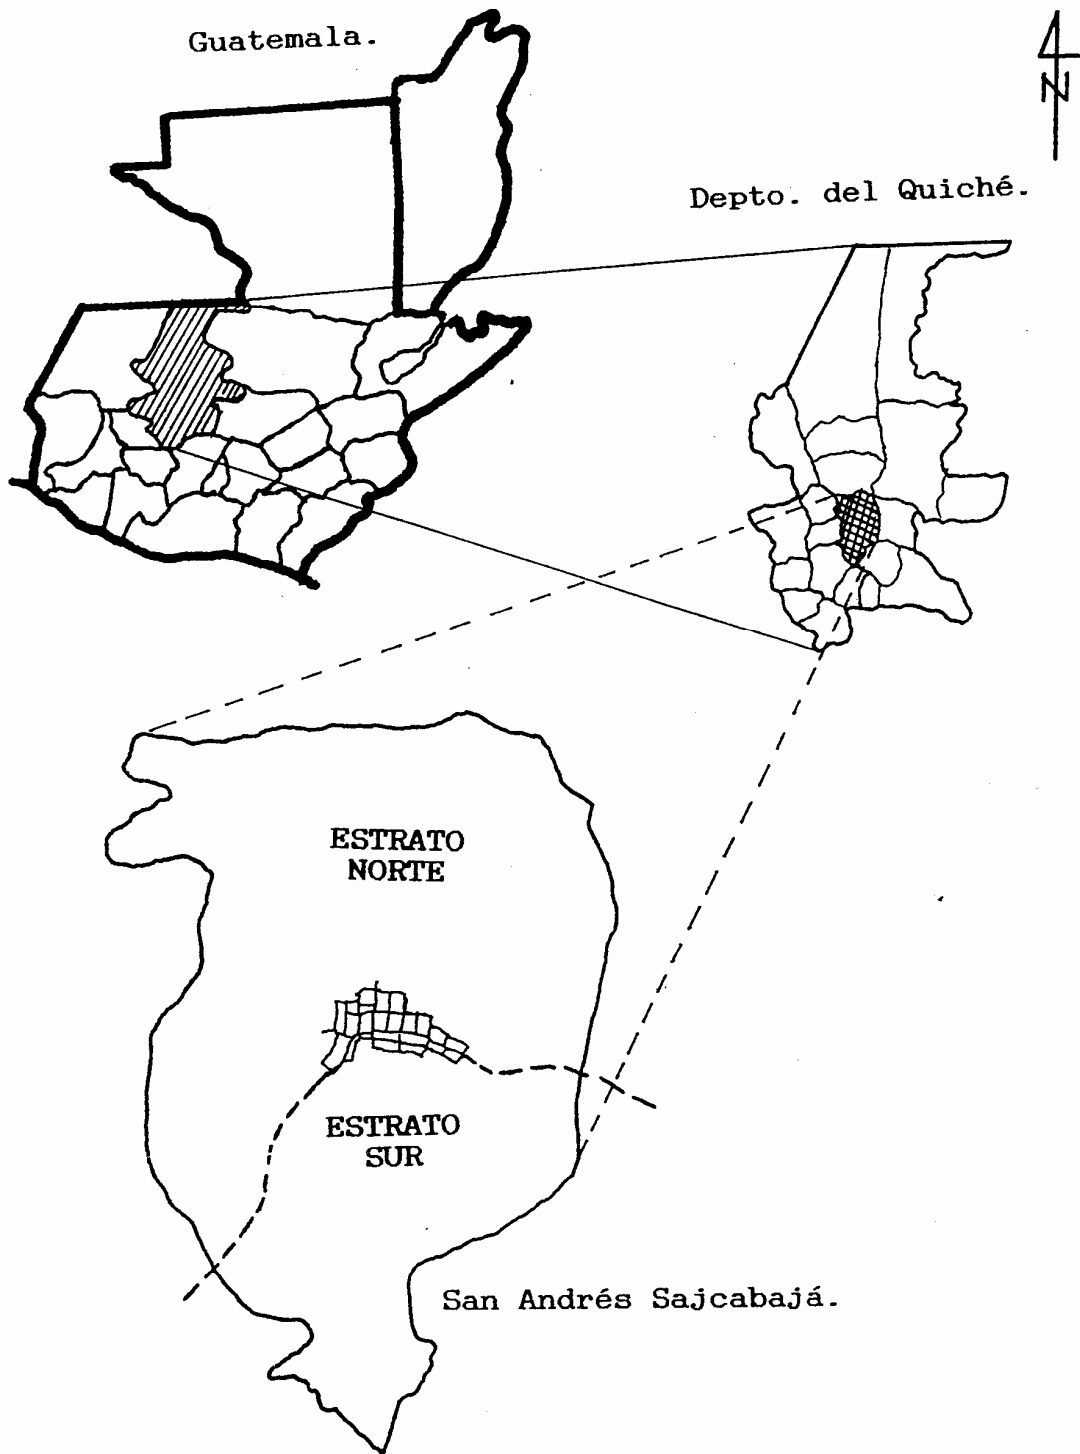 Guatemala.
N
Depto. del Quiché.
ESTRATO
NORTE
ESTRATO
SUR
San Andrés Sajcabajá.